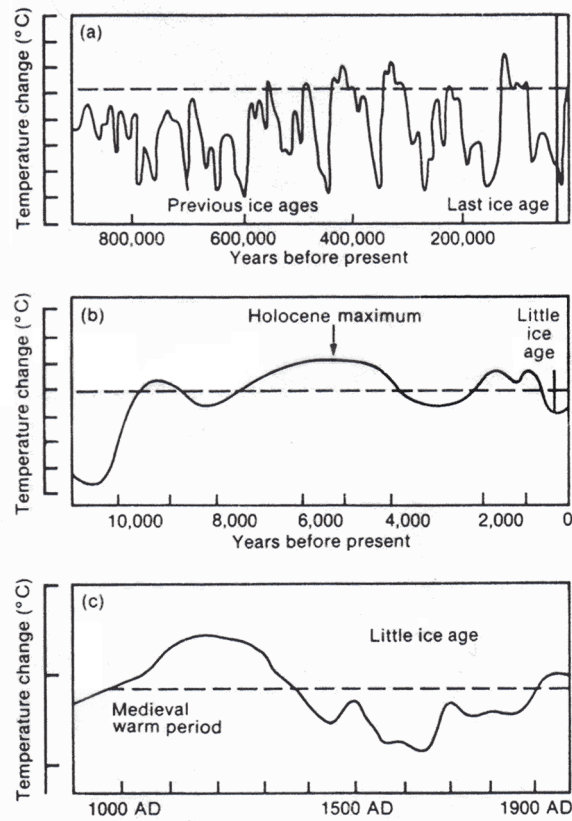 Temperature change (°C)
(a)
Previous ice ages
Last ice age
800,000 600,000 400,000 200,000
Years before present
Temperature change (°C)
(b)
Holocene maximum
Little
ice
age
10,000 8,000 6,000 4,000 2,000 0
Years before present
Temperature change (°C)
(c)
Little ice age
Medieval
warm period
1000 AD 1500 AD 1900 AD